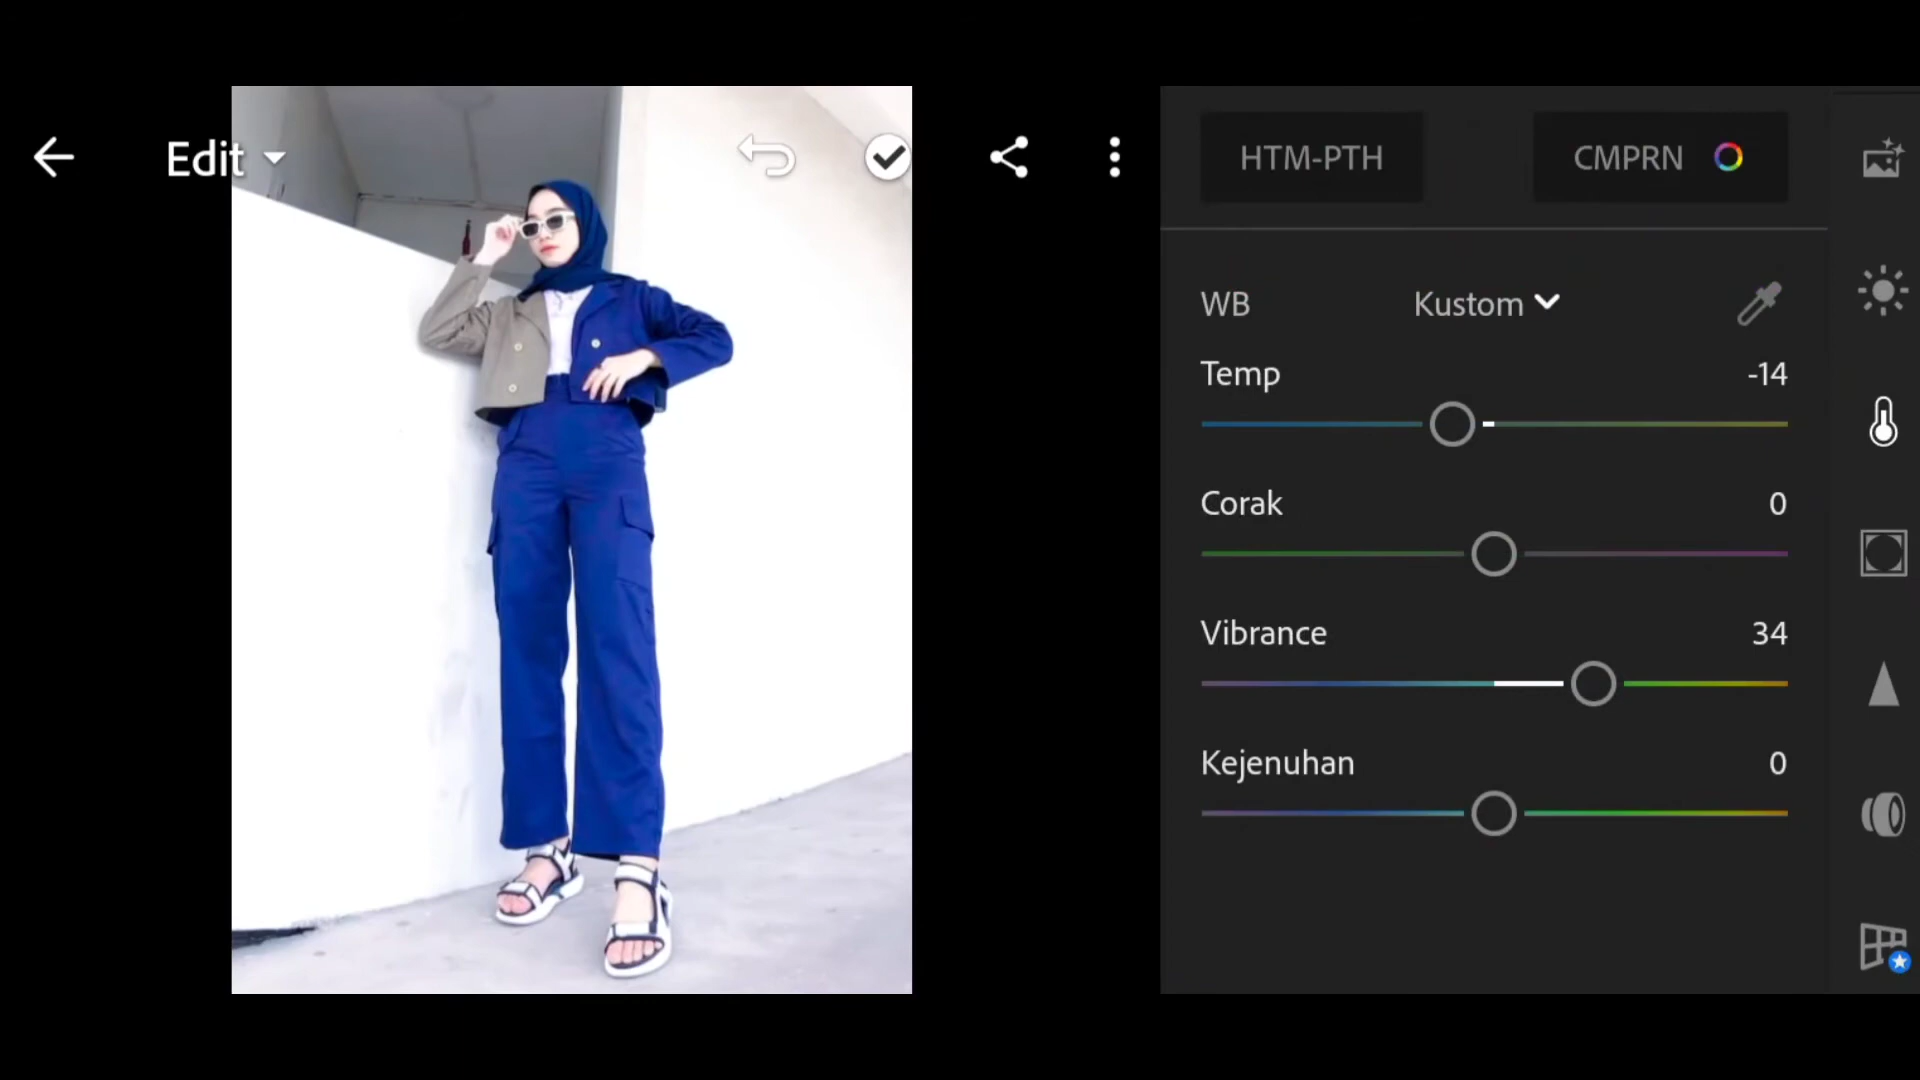 Edit
HTM-PTH
CMPRN
WB
Kustom
Temp
-14
Corak
0
Vibrance
34
Kejenuhan
0